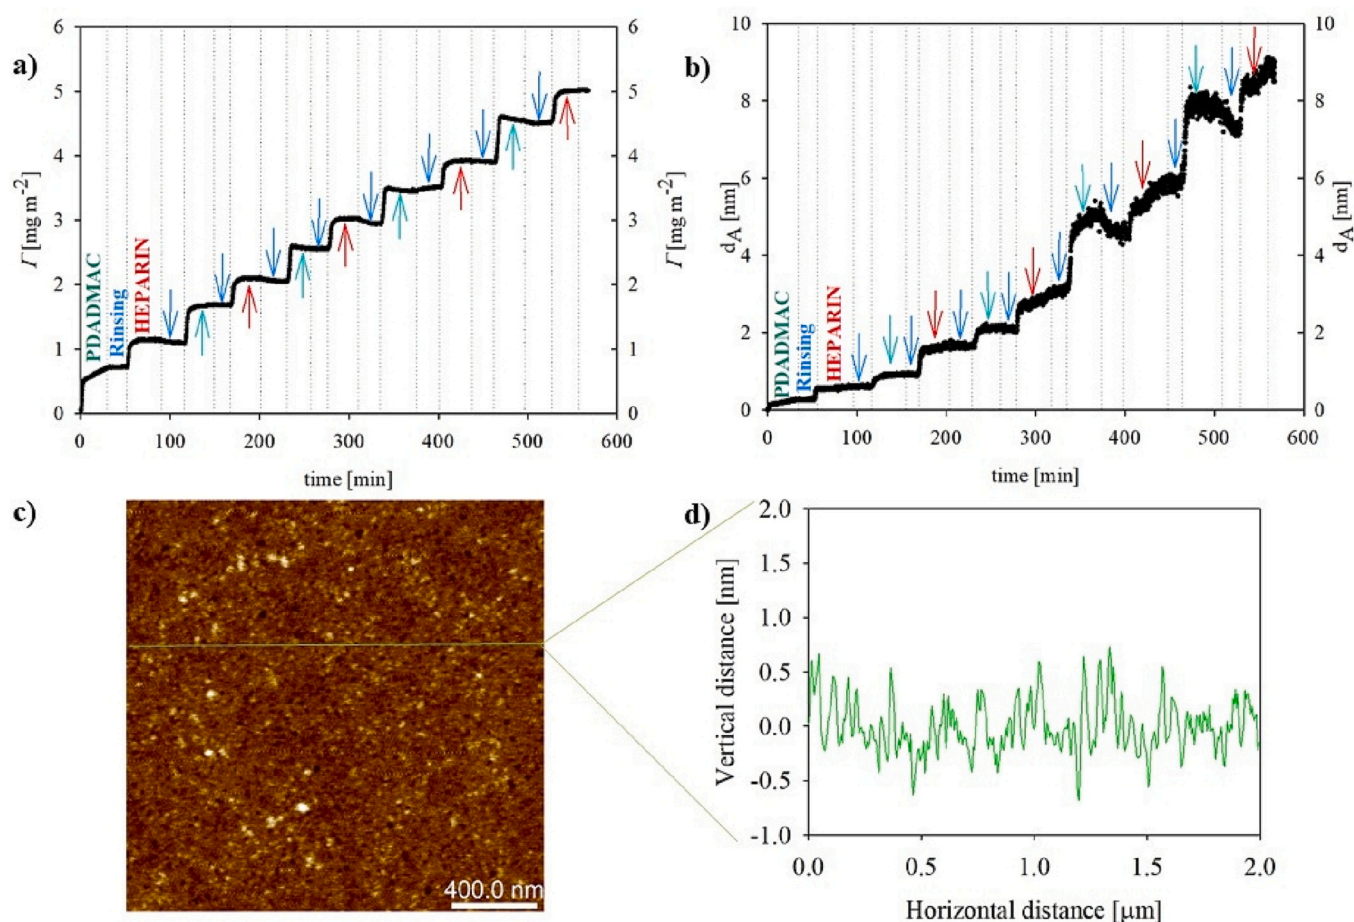 a)
6
5
4
3
2
1
0
Γ [mg m-2]
PDADMAC
Rinsing
HEPARIN
6
5
4
3
2
1
0
Γ [mg m-2]
0 100 200 300 400 500 600
time [min]
b)
10
8
6
4
2
0
dA [nm]
PDADMAC
Rinsing
HEPARIN
10
8
6
4
2
0
dA [nm]
0 100 200 300 400 500 600
time [min]
c)
400.0 nm
d)
2.0
1.5
1.0
0.5
0.0
-0.5
-1.0
Vertical distance [nm]
0.0 0.5 1.0 1.5 2.0
Horizontal distance [μm]